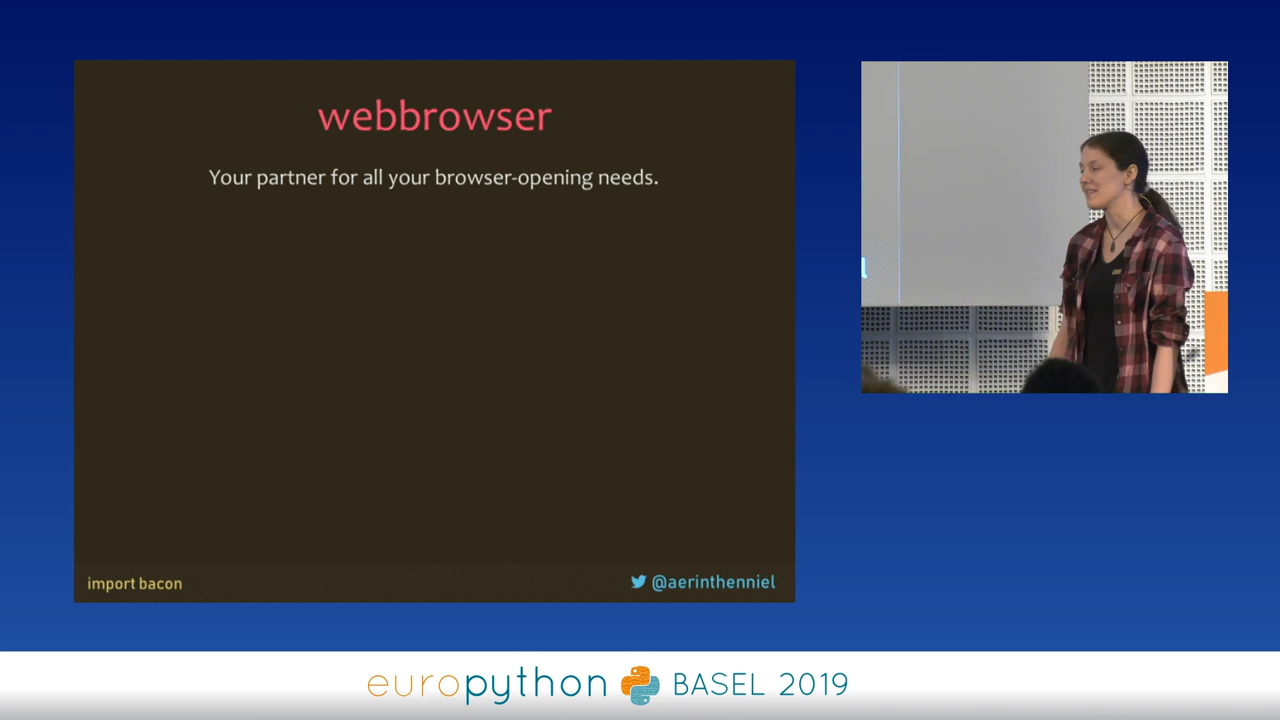 webbrowser
Your partner for all your browser-opening needs.
import bacon
@aerinthenniel
europython BASEL 2019